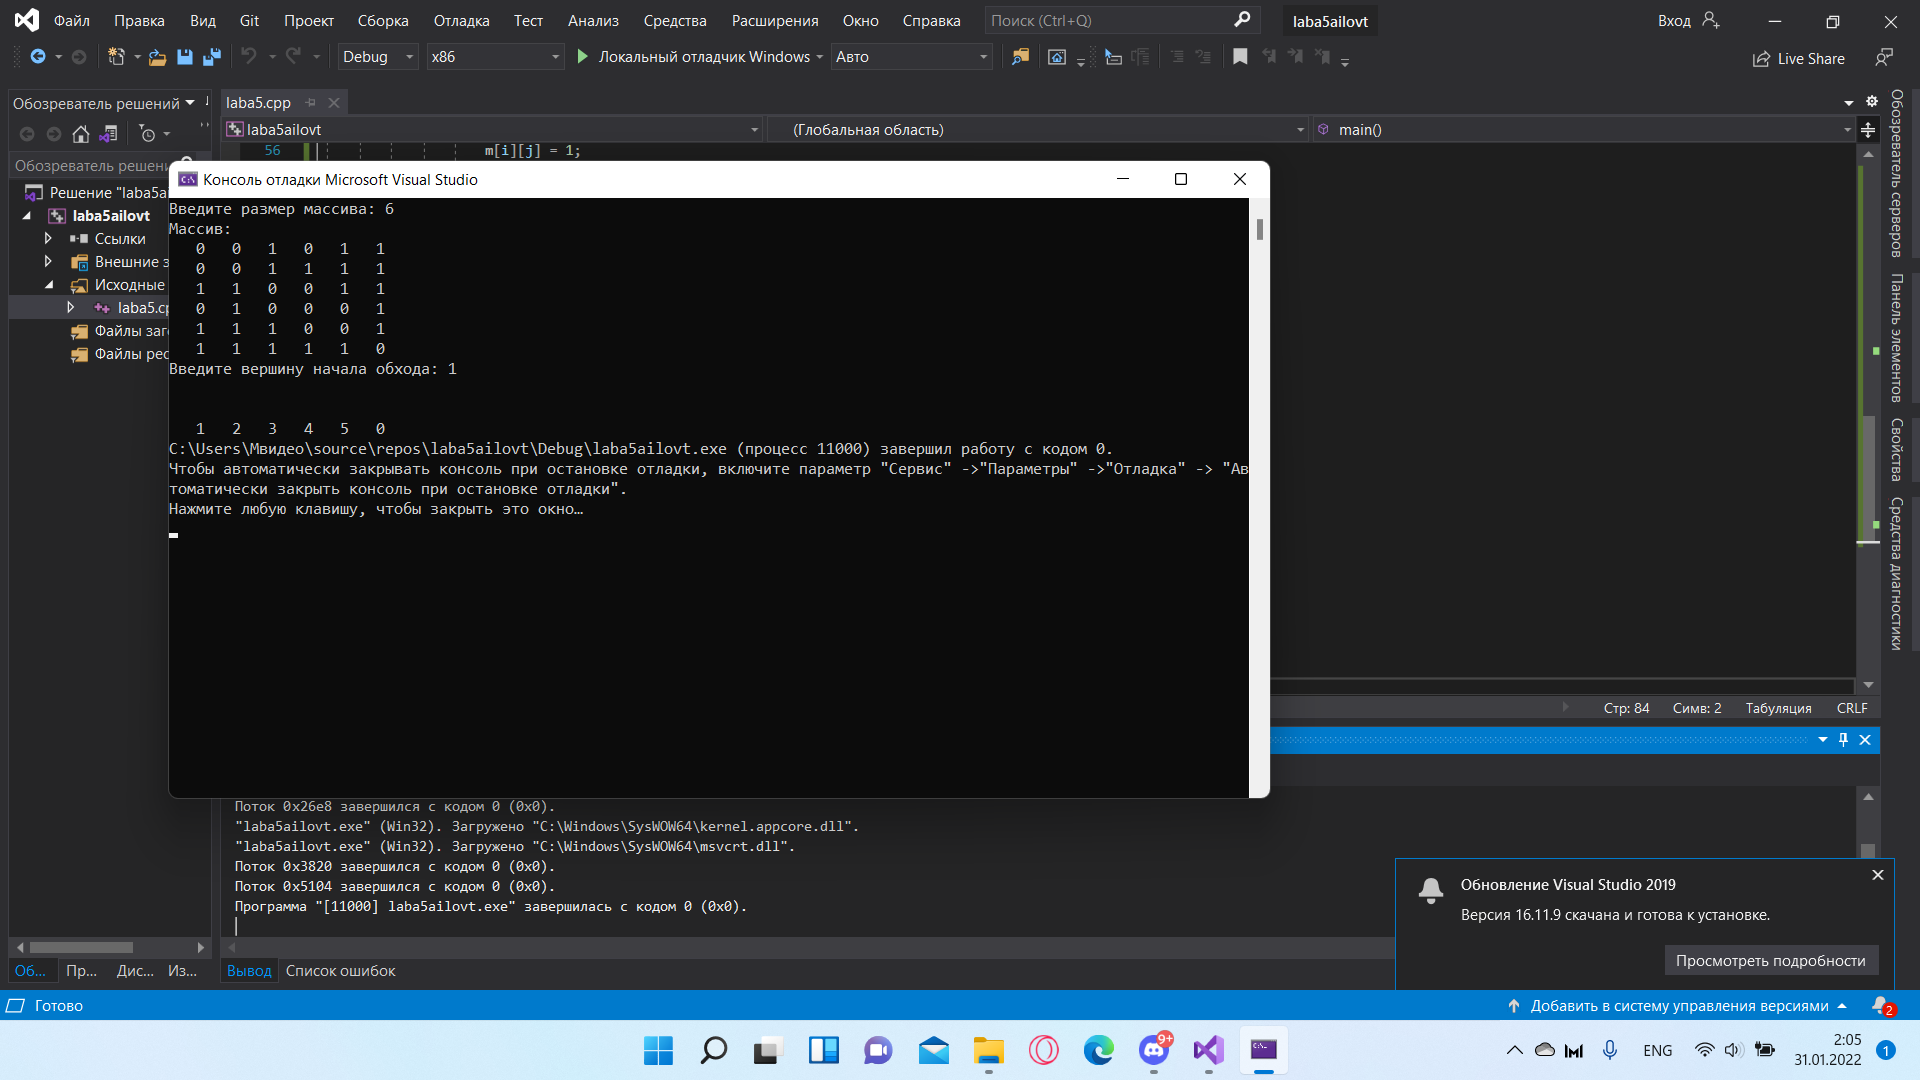 Файл Правка Вид Git Проект Сборка Отладка Тест Анализ Средства Расширения Окно Справка Поиск (Ctrl+Q) laba5ailovt Вход
Debug x86 Локальный отладчик Windows Авто Live Share
Обозреватель решений
laba5.cpp
laba5ailovt (Глобальная область) main()
56 m[i][j] = 1;
Обозреватель решени
Решение "laba5ai
laba5ailovt
Ссылки
Внешние з
Исходные
laba5.cp
Файлы заго
Файлы рес
Консоль отладки Microsoft Visual Studio
Введите размер массива: 6
Массив:
0 0 1 0 1 1
0 0 1 1 1 1
1 1 0 0 1 1
0 1 0 0 0 1
1 1 1 0 0 1
1 1 1 1 1 0
Введите вершину начала обхода: 1
1 2 3 4 5 0
C:\Users\Мвидео\source\repos\laba5ailovt\Debug\laba5ailovt.exe (процесс 11000) завершил работу с кодом 0.
Чтобы автоматически закрывать консоль при остановке отладки, включите параметр "Сервис" ->"Параметры" ->"Отладка" -> "Ав
томатически закрыть консоль при остановке отладки".
Нажмите любую клавишу, чтобы закрыть это окно…
Обозреватель серверов
Панель элементов
Свойства
Средства диагностики
Стр: 84 Симв: 2 Табуляция CRLF
Поток 0x26e8 завершился с кодом 0 (0x0).
"laba5ailovt.exe" (Win32). Загружено "C:\Windows\SysWOW64\kernel.appcore.dll".
"laba5ailovt.exe" (Win32). Загружено "C:\Windows\SysWOW64\msvcrt.dll".
Поток 0x3820 завершился с кодом 0 (0x0).
Поток 0x5104 завершился с кодом 0 (0x0).
Программа "[11000] laba5ailovt.exe" завершилась с кодом 0 (0x0).
Обновление Visual Studio 2019
Версия 16.11.9 скачана и готова к установке.
Просмотреть подробности
Об... Пр... Дис... Из... Вывод Список ошибок
Готово Добавить в систему управления версиями 2
9+
ENG
2:05
31.01.2022
1